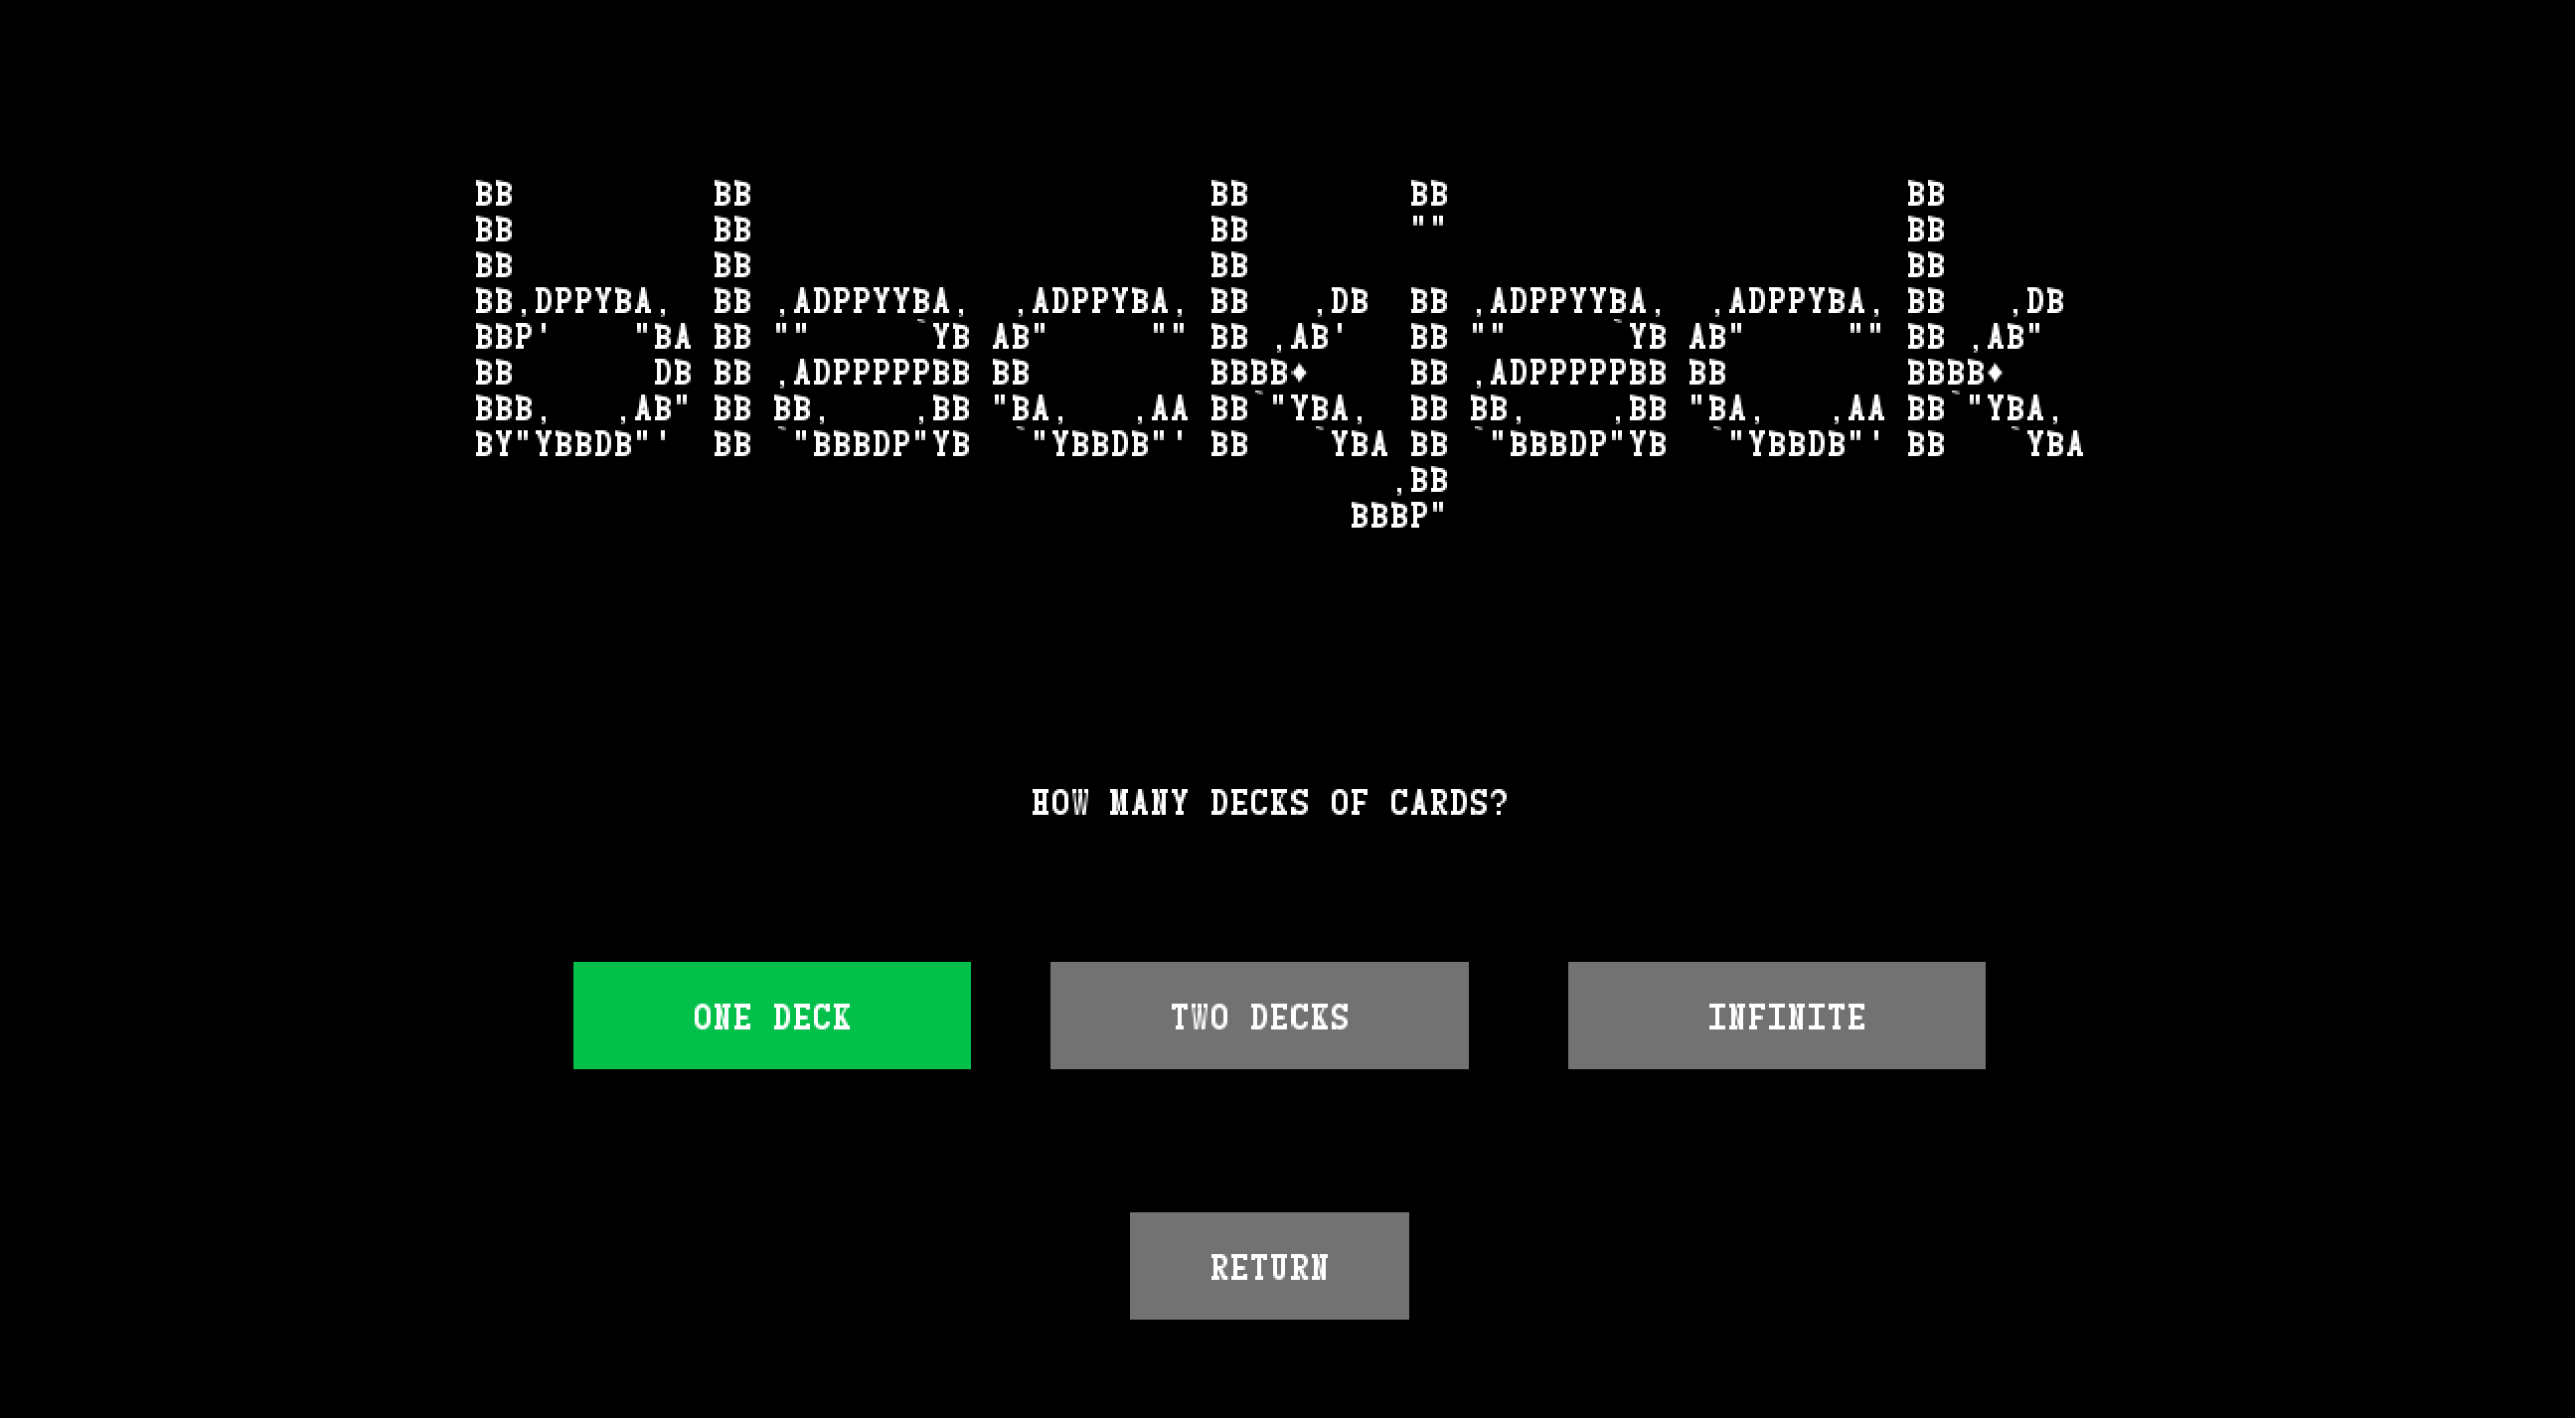 BB          BB                       BB        BB                       BB
BB          BB                       BB        ""                       BB
BB          BB                       BB                                 BB
BB,DPPYBA,  BB ,ADPPYYBA,  ,ADPPYBA, BB   ,DB  BB ,ADPPYYBA,  ,ADPPYBA, BB   ,DB
BBP'    "BA BB ""     `YB AB"     "" BB ,AB'   BB ""     `YB AB"     "" BB ,AB"
BB       DB BB ,ADPPPPPBB BB         BBBB♦     BB ,ADPPPPPBB BB         BBBB♦
BBB,   ,AB" BB BB,    ,BB "BA,   ,AA BB`"YBA,  BB BB,    ,BB "BA,   ,AA BB`"YBA,
BY"YBBDB"'  BB `"BBBDP"YB  `"YBBDB"' BB   `YBA BB `"BBBDP"YB  `"YBBDB"' BB   `YBA
,BB
BBBP"
HOW MANY DECKS OF CARDS?
ONE DECK
TWO DECKS
INFINITE
RETURN